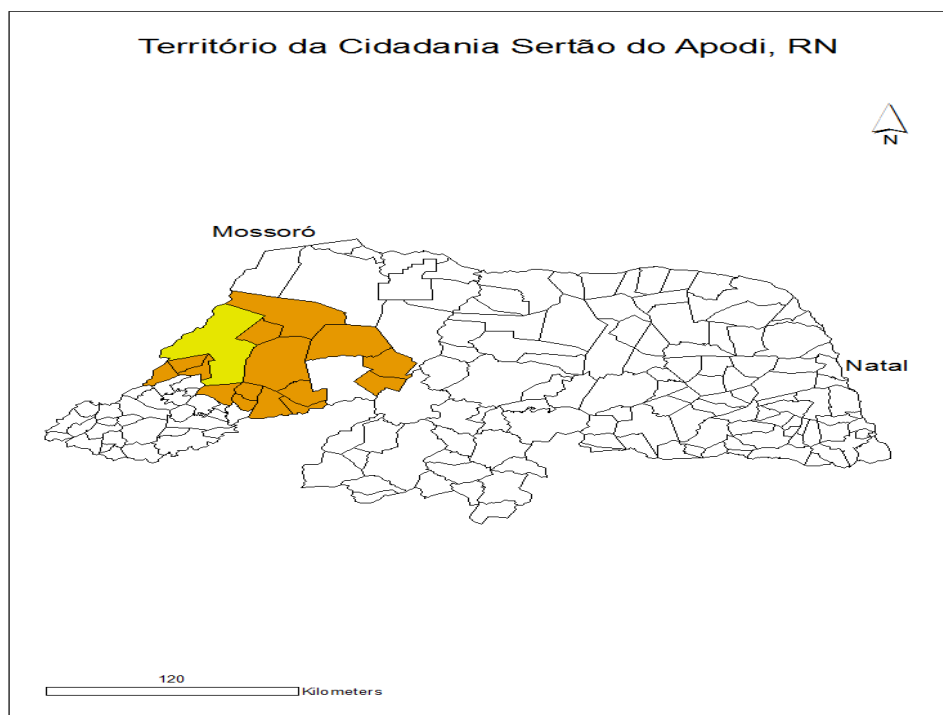 Território da Cidadania Sertão do Apodi, RN
N
Mossoró
Natal
120
Kilometers